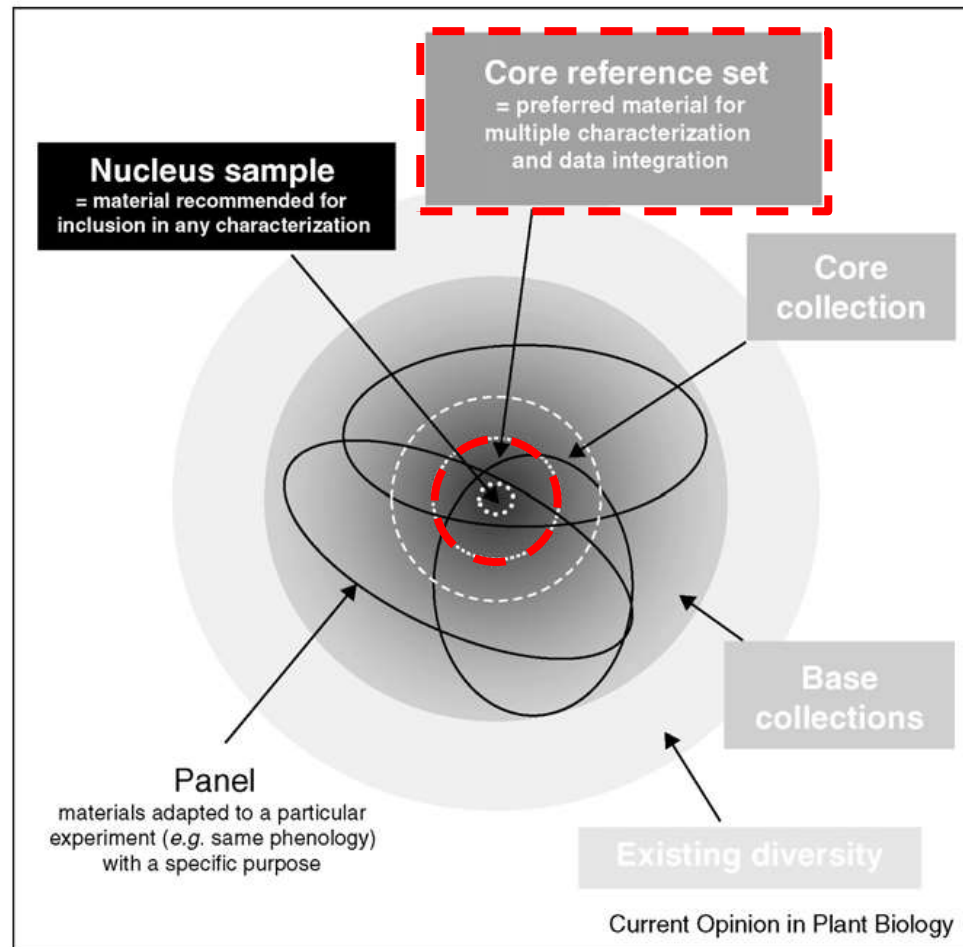 Core reference set
= preferred material for
multiple characterization
and data integration
Nucleus sample
= material recommended for
inclusion in any characterization
Core
collection
Base
collections
Panel
materials adapted to a particular
experiment (e.g. same phenology)
with a specific purpose
Existing diversity
Current Opinion in Plant Biology